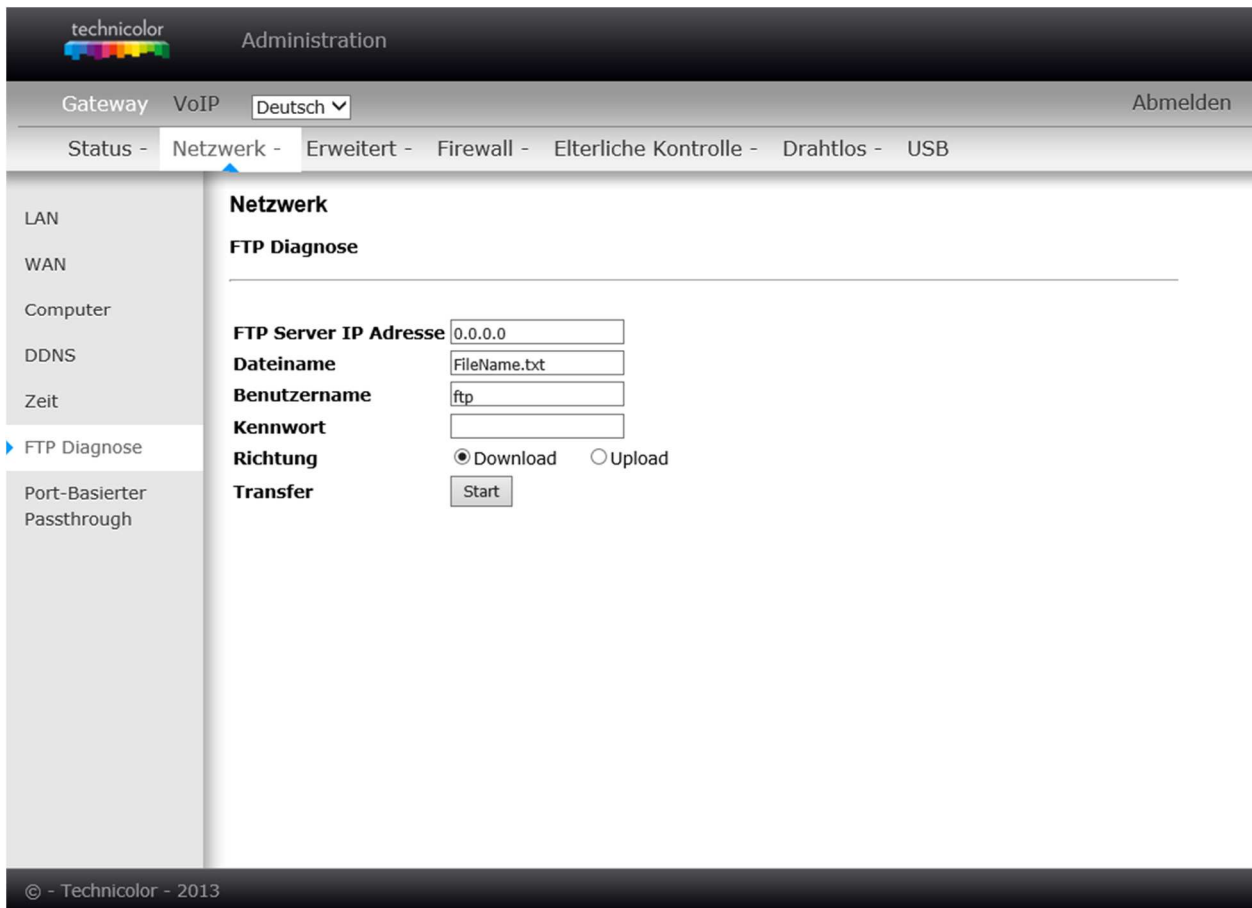 technicolor
Administration
Gateway VoIP Deutsch Abmelden
Status - Netzwerk - Erweitert - Firewall - Elterliche Kontrolle - Drahtlos - USB
LAN
WAN
Computer
DDNS
Zeit
FTP Diagnose
Port-Basierter
Passthrough
Netzwerk
FTP Diagnose
FTP Server IP Adresse 0.0.0.0
Dateiname FileName.txt
Benutzername ftp
Kennwort
Richtung Download Upload
Transfer Start
© - Technicolor - 2013